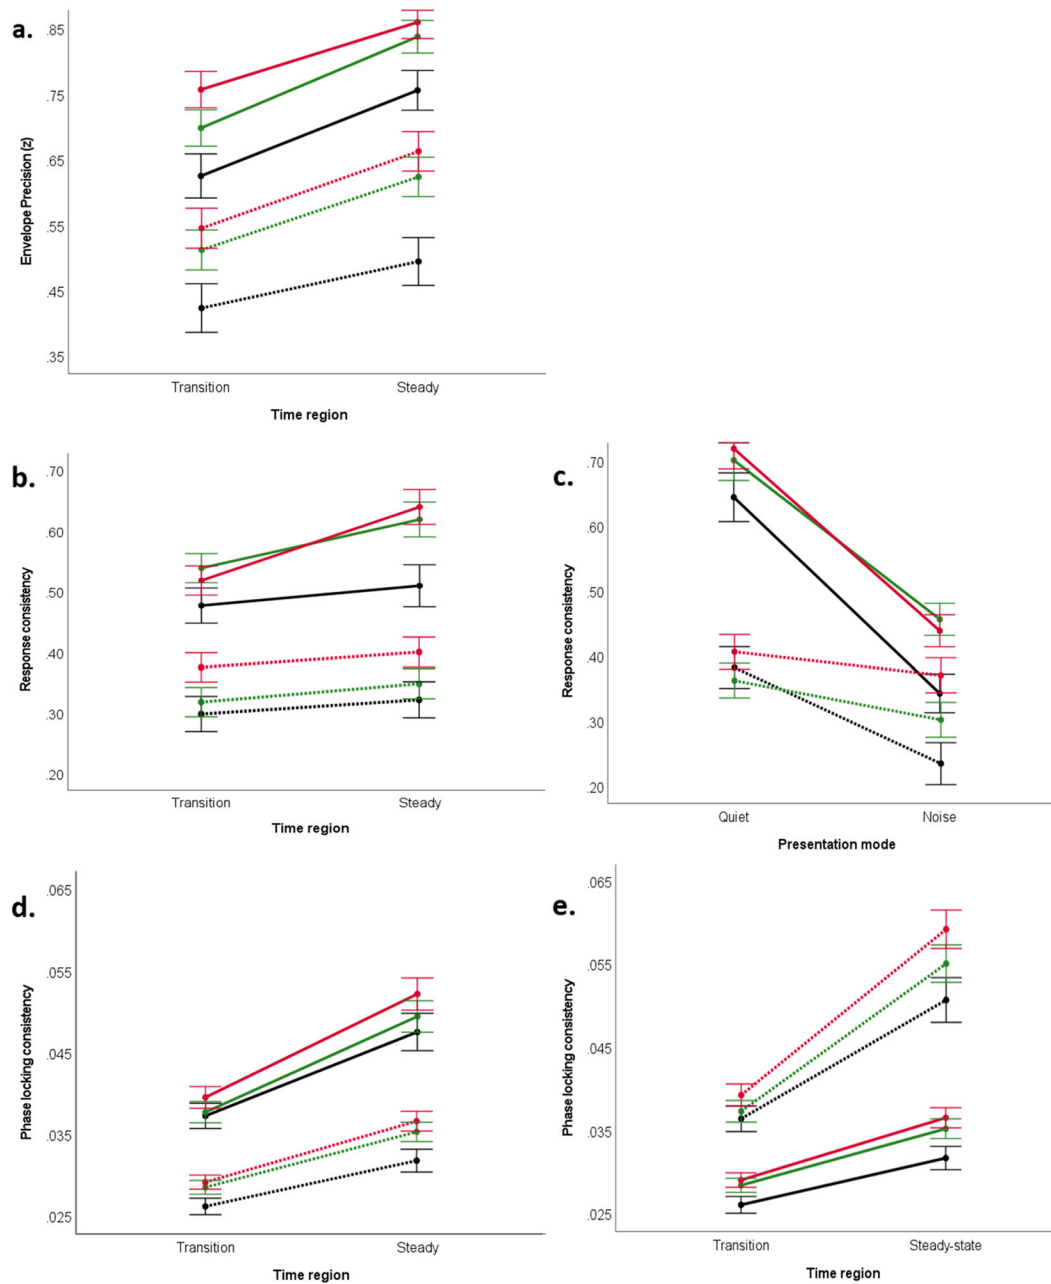 a.
Envelope Precision (z)
.85
.75
.65
.55
.45
.35
Transition
Steady
Time region
b.
Response consistency
.70
.60
.50
.40
.30
.20
Transition
Steady
Time region
c.
Response consistency
.70
.60
.50
.40
.30
.20
Quiet
Noise
Presentation mode
d.
Phase locking consistency
.065
.055
.045
.035
.025
Transition
Steady
Time region
e.
Phase locking consistency
.065
.055
.045
.035
.025
Transition
Steady-state
Time region